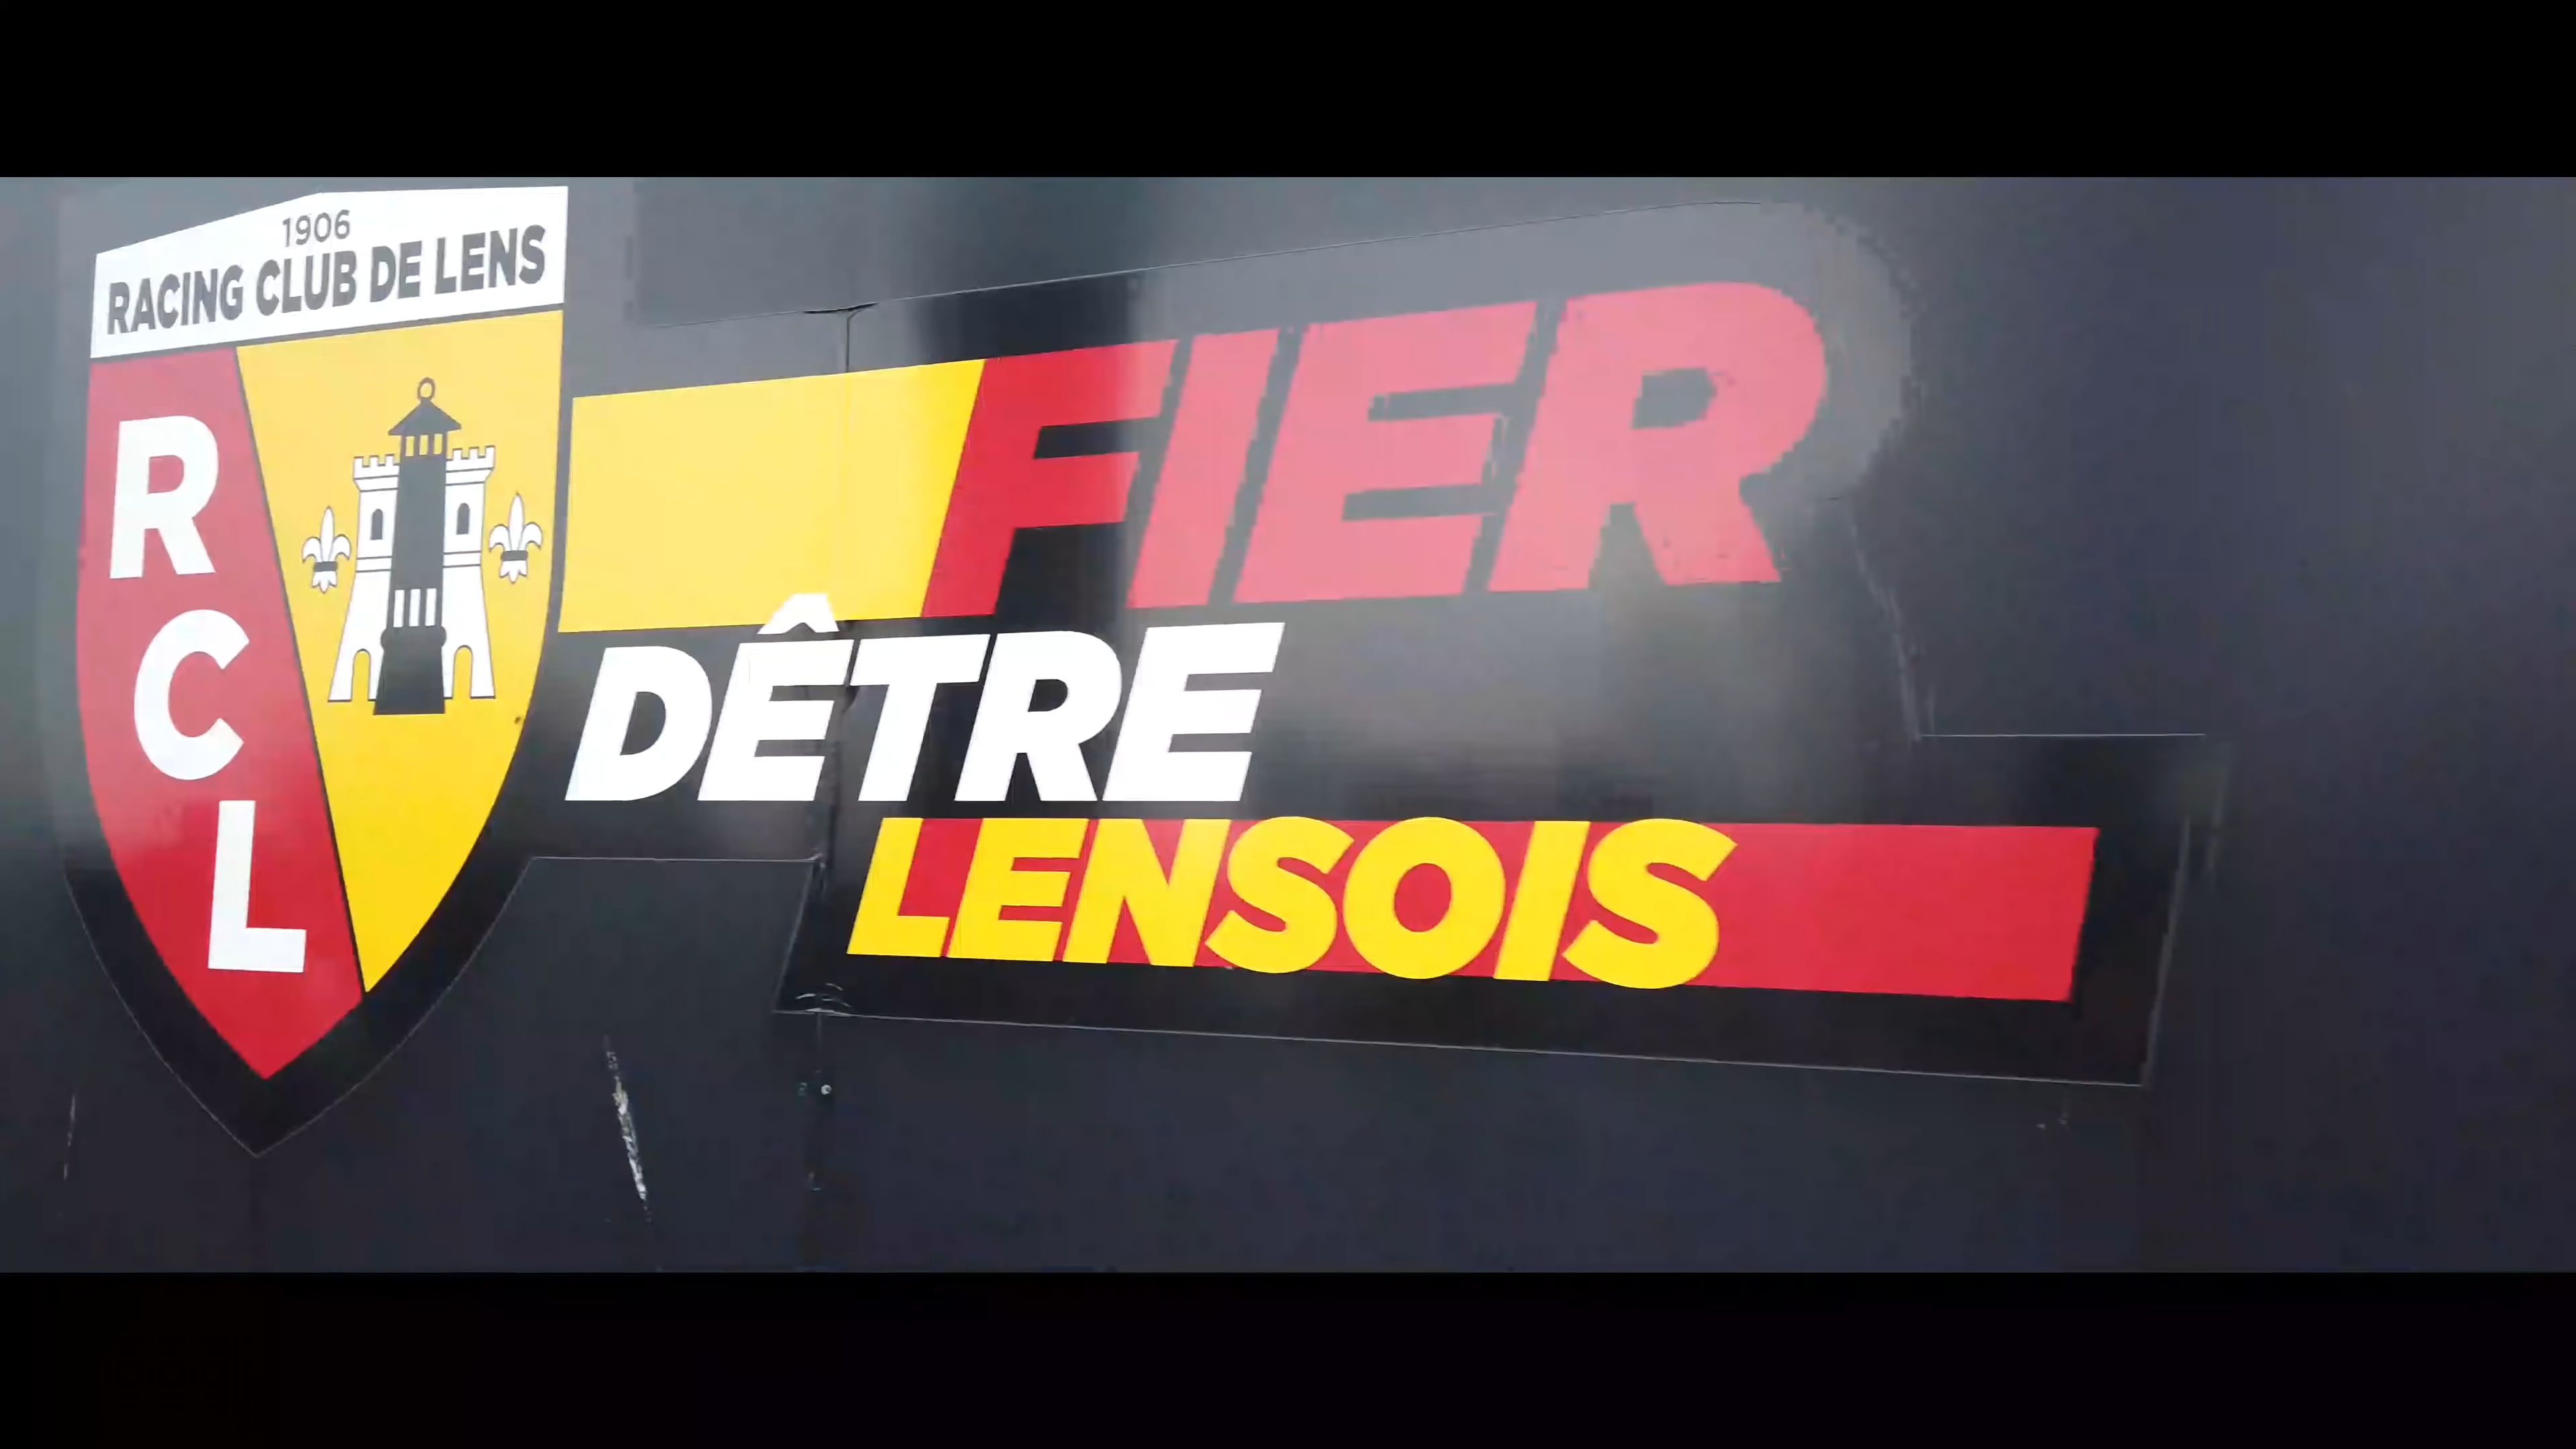 1906
RACING CLUB DE LENS
R
C
L
FIER
DÊTRE
LENSOIS